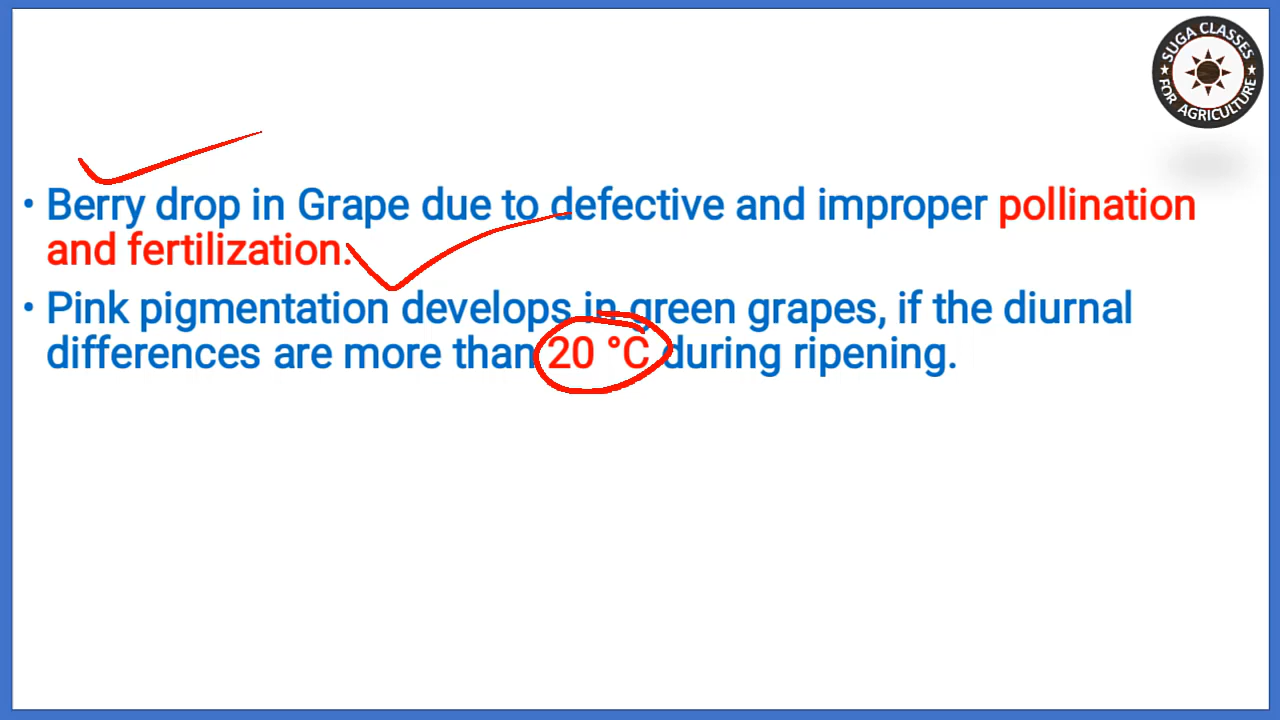 SUGA CLASSES
FOR AGRICULTURE
• Berry drop in Grape due to defective and improper pollination
and fertilization.
• Pink pigmentation develops in green grapes, if the diurnal
differences are more than 20 °C during ripening.